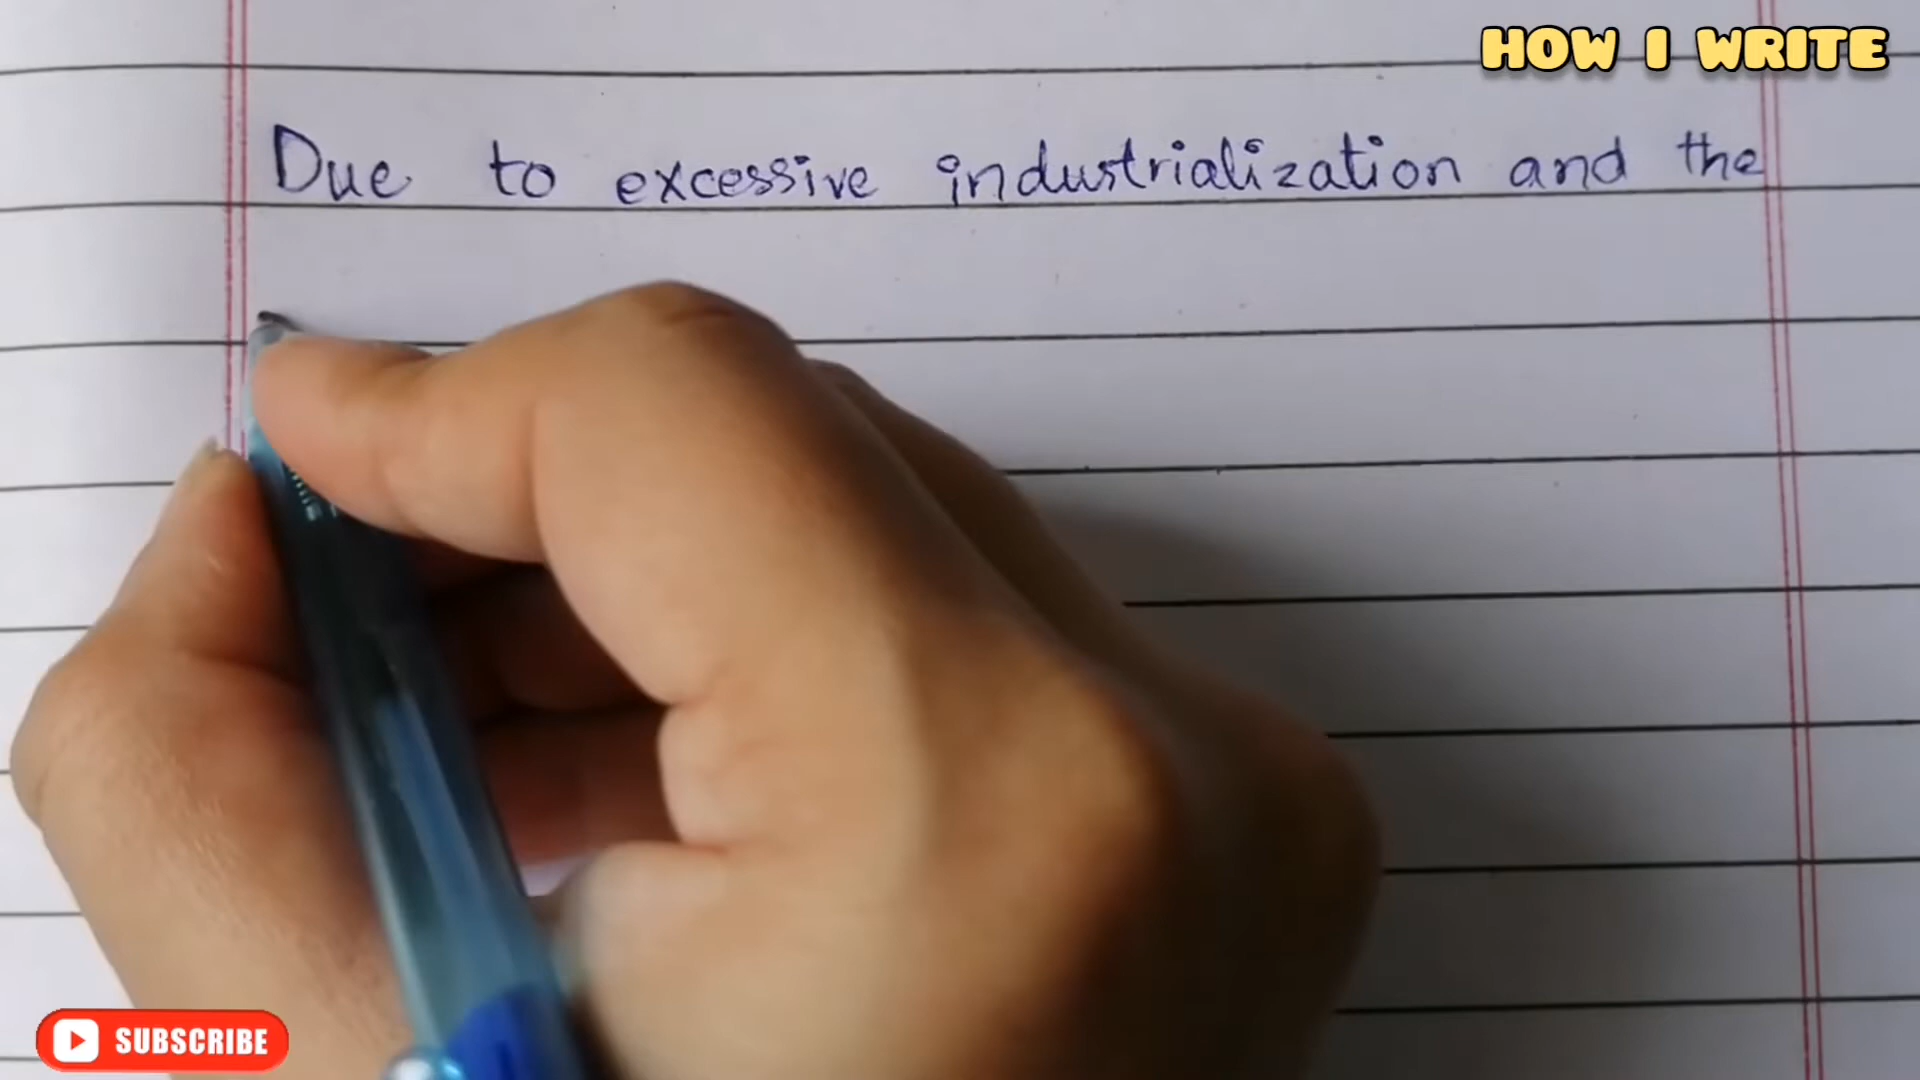 HOW I WRITE
Due to excessive industrialization and the
SUBSCRIBE